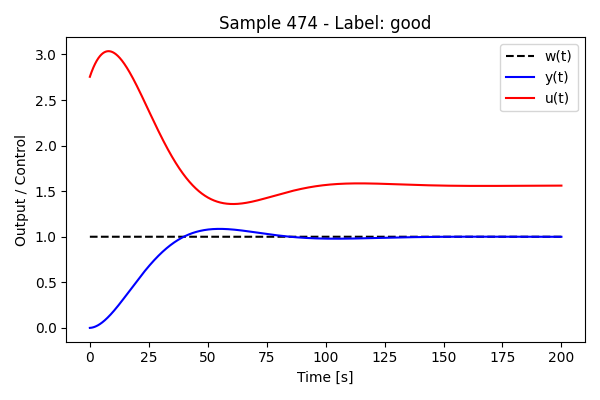 Sample 474 - Label: good
w(t)
y(t)
u(t)
Output / Control
3.0
2.5
2.0
1.5
1.0
0.5
0.0
0 25 50 75 100 125 150 175 200
Time [s]